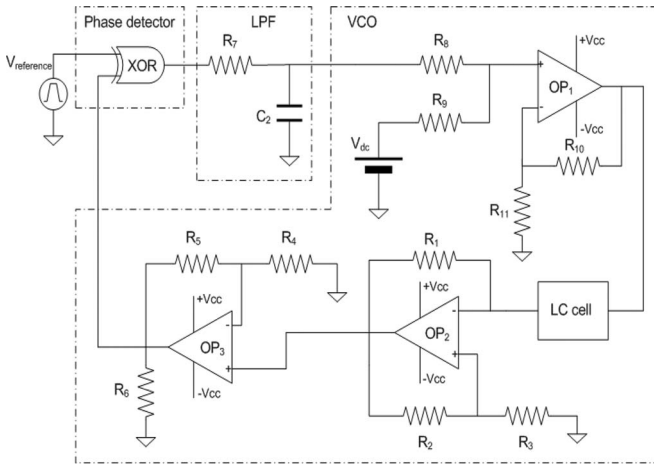 Phase detector
LPF
VCO
Vreference
XOR
R7
C2
R8
R9
Vdc
+Vcc
OP1
-Vcc
R10
R11
R5
R4
+Vcc
OP3
-Vcc
R6
R1
+Vcc
OP2
-Vcc
R2
R3
LC cell